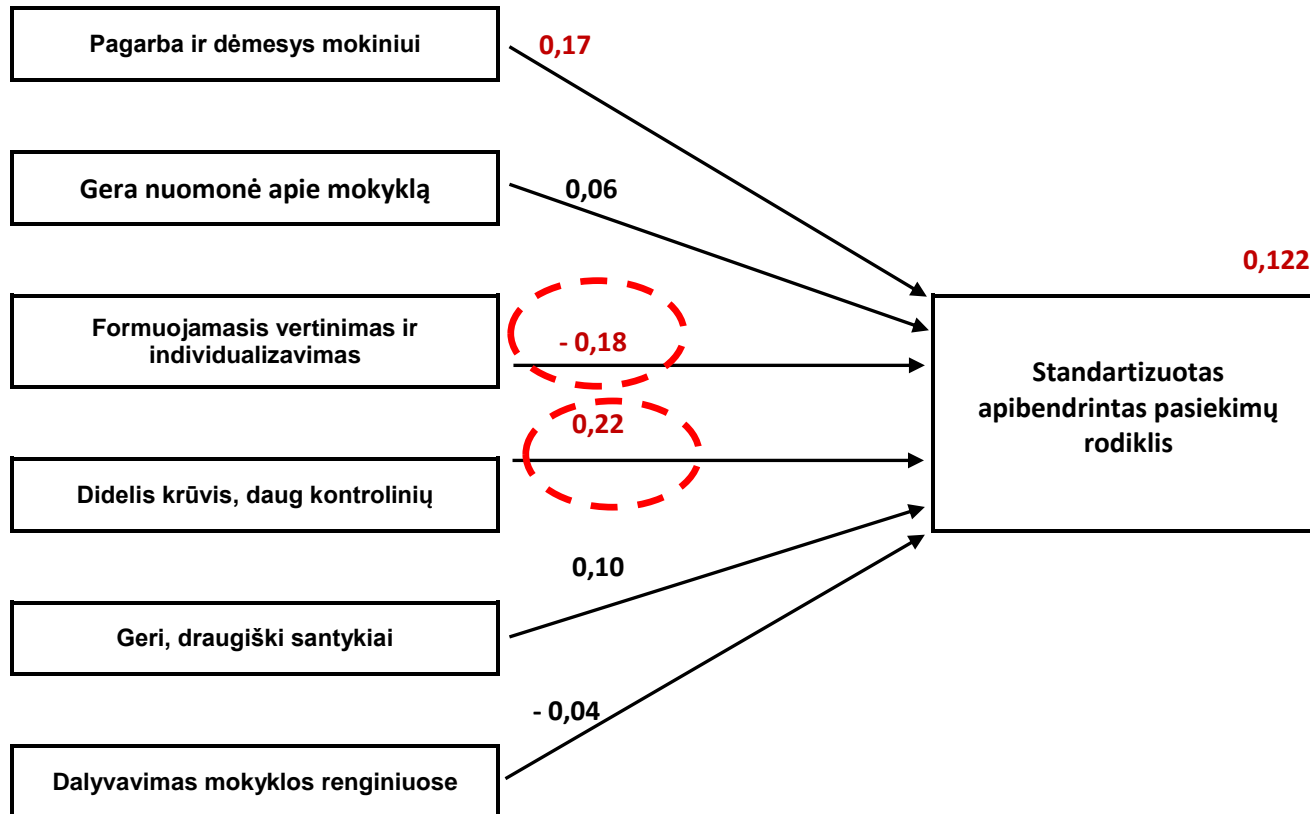 Pagarba ir dėmesys mokiniui
0,17
Gera nuomonė apie mokyklą
0,06
0,122
Formuojamasis vertinimas ir
individualizavimas
- 0,18
Standartizuotas
apibendrintas pasiekimų
rodiklis
0,22
Didelis krūvis, daug kontrolinių
0,10
Geri, draugiški santykiai
- 0,04
Dalyvavimas mokyklos renginiuose